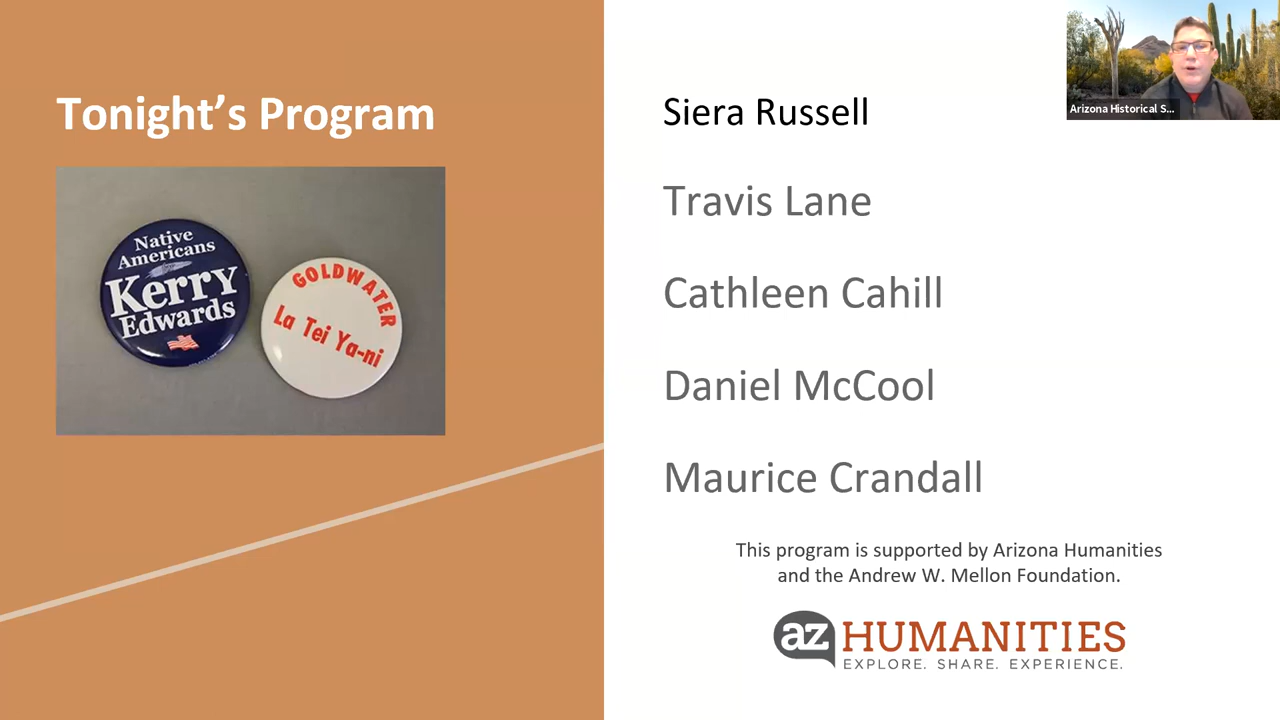 Tonight’s Program
Native
Americans
for
Kerry
Edwards
GOLDWATER
La Tei Ya-ni
Siera Russell
Travis Lane
Cathleen Cahill
Daniel McCool
Maurice Crandall
This program is supported by Arizona Humanities
and the Andrew W. Mellon Foundation.
az HUMANITIES
EXPLORE. SHARE. EXPERIENCE.
Arizona Historical S...